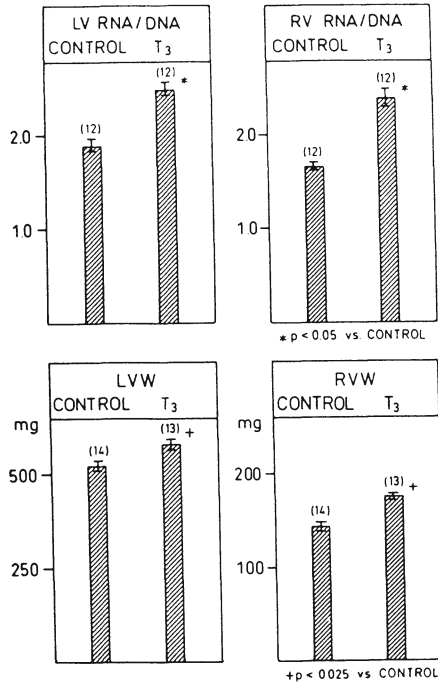 LV RNA/DNA
CONTROL T3
(12) (12) *
2.0
1.0
RV RNA/DNA
CONTROL T3
(12) (12) *
2.0
1.0
* p < 0.05 vs. CONTROL
LVW
CONTROL T3
mg
(14) (13) +
500
250
RVW
CONTROL T3
mg
(14) (13) +
200
100
+p < 0025 vs CONTROL